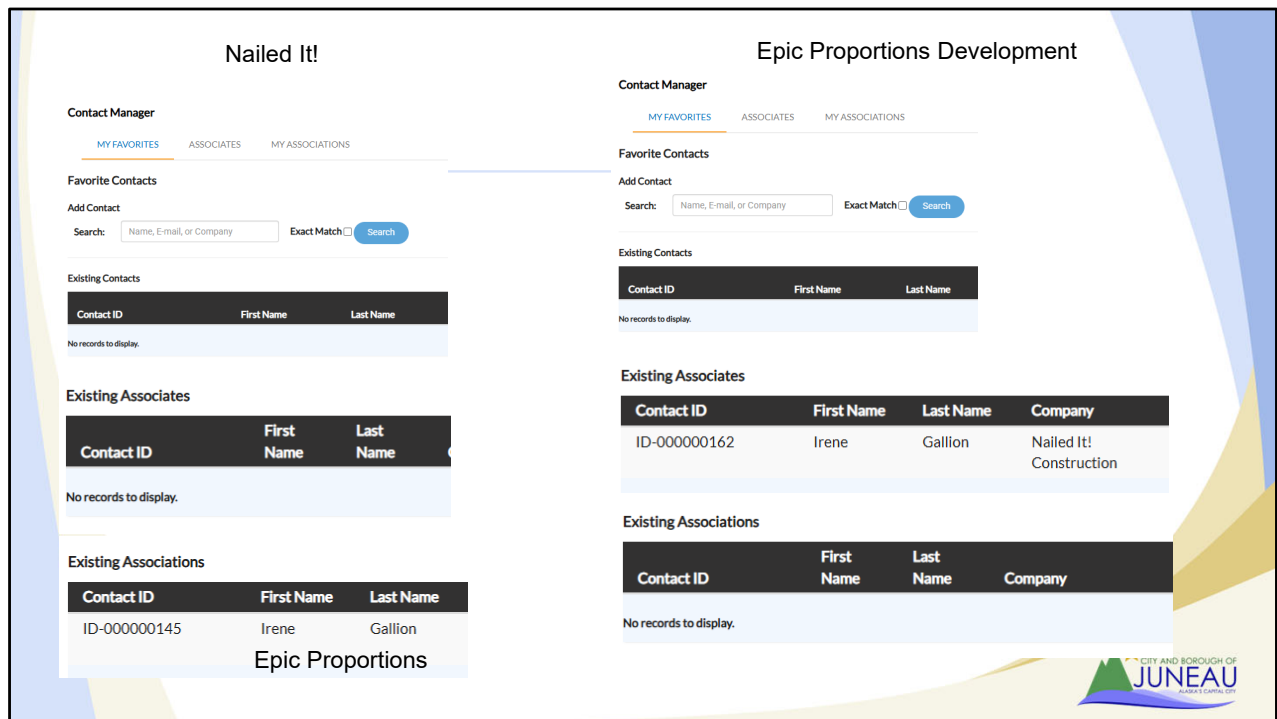 Nailed It!
Contact Manager
MY FAVORITES ASSOCIATES MY ASSOCIATIONS
Favorite Contacts
Add Contact
Search: Name, E-mail, or Company Exact Match Search
Existing Contacts
Contact ID First Name Last Name
No records to display.
Existing Associates
First Last
Contact ID Name Name
No records to display.
Existing Associations
Contact ID First Name Last Name
ID-000000145 Irene Gallion
Epic Proportions
Epic Proportions Development
Contact Manager
MY FAVORITES ASSOCIATES MY ASSOCIATIONS
Favorite Contacts
Add Contact
Search: Name, E-mail, or Company Exact Match Search
Existing Contacts
Contact ID First Name Last Name
No records to display.
Existing Associates
Contact ID First Name Last Name Company
ID-000000162 Irene Gallion Nailed It!
Construction
Existing Associations
First Last
Contact ID Name Name Company
No records to display.
CITY AND BOROUGH OF
JUNEAU
ALASKA'S CAPITAL CITY